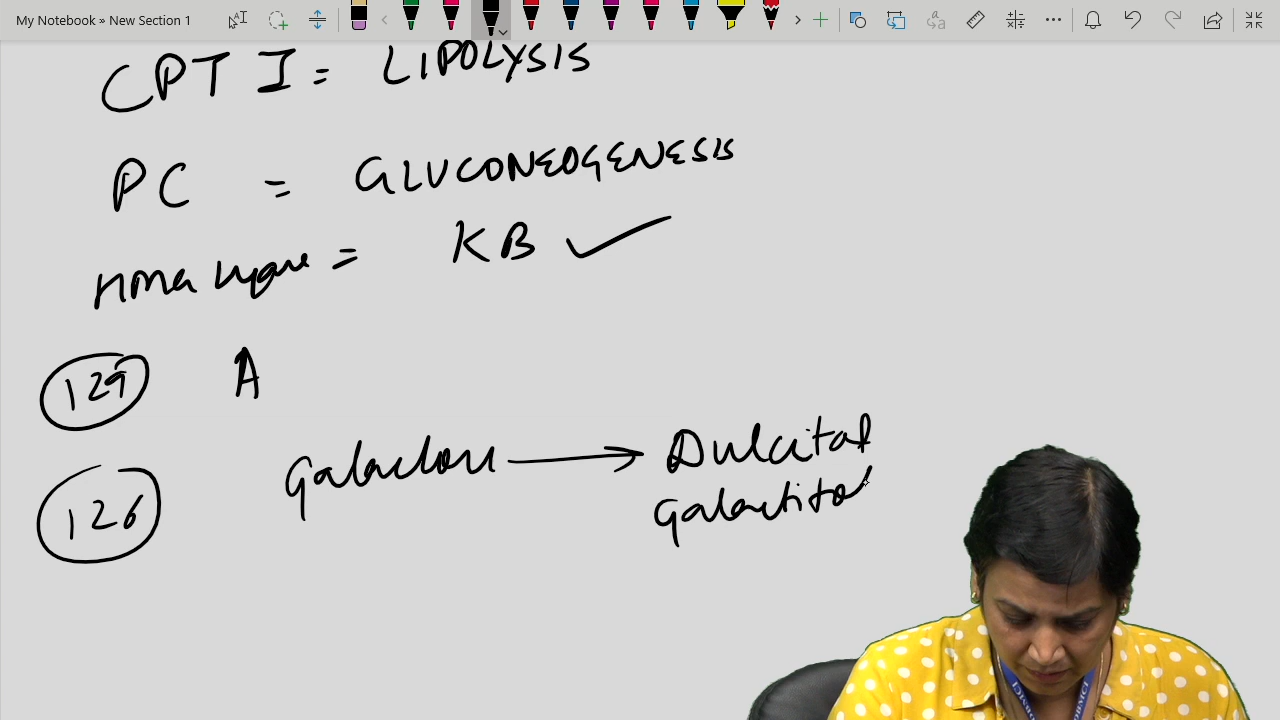 My Notebook » New Section 1
CPT I = LIPOLYSIS
PC = GLUCONEOGENESIS
= KB ✓
129 A
126 Galactose → Dulcitol
Galactitol